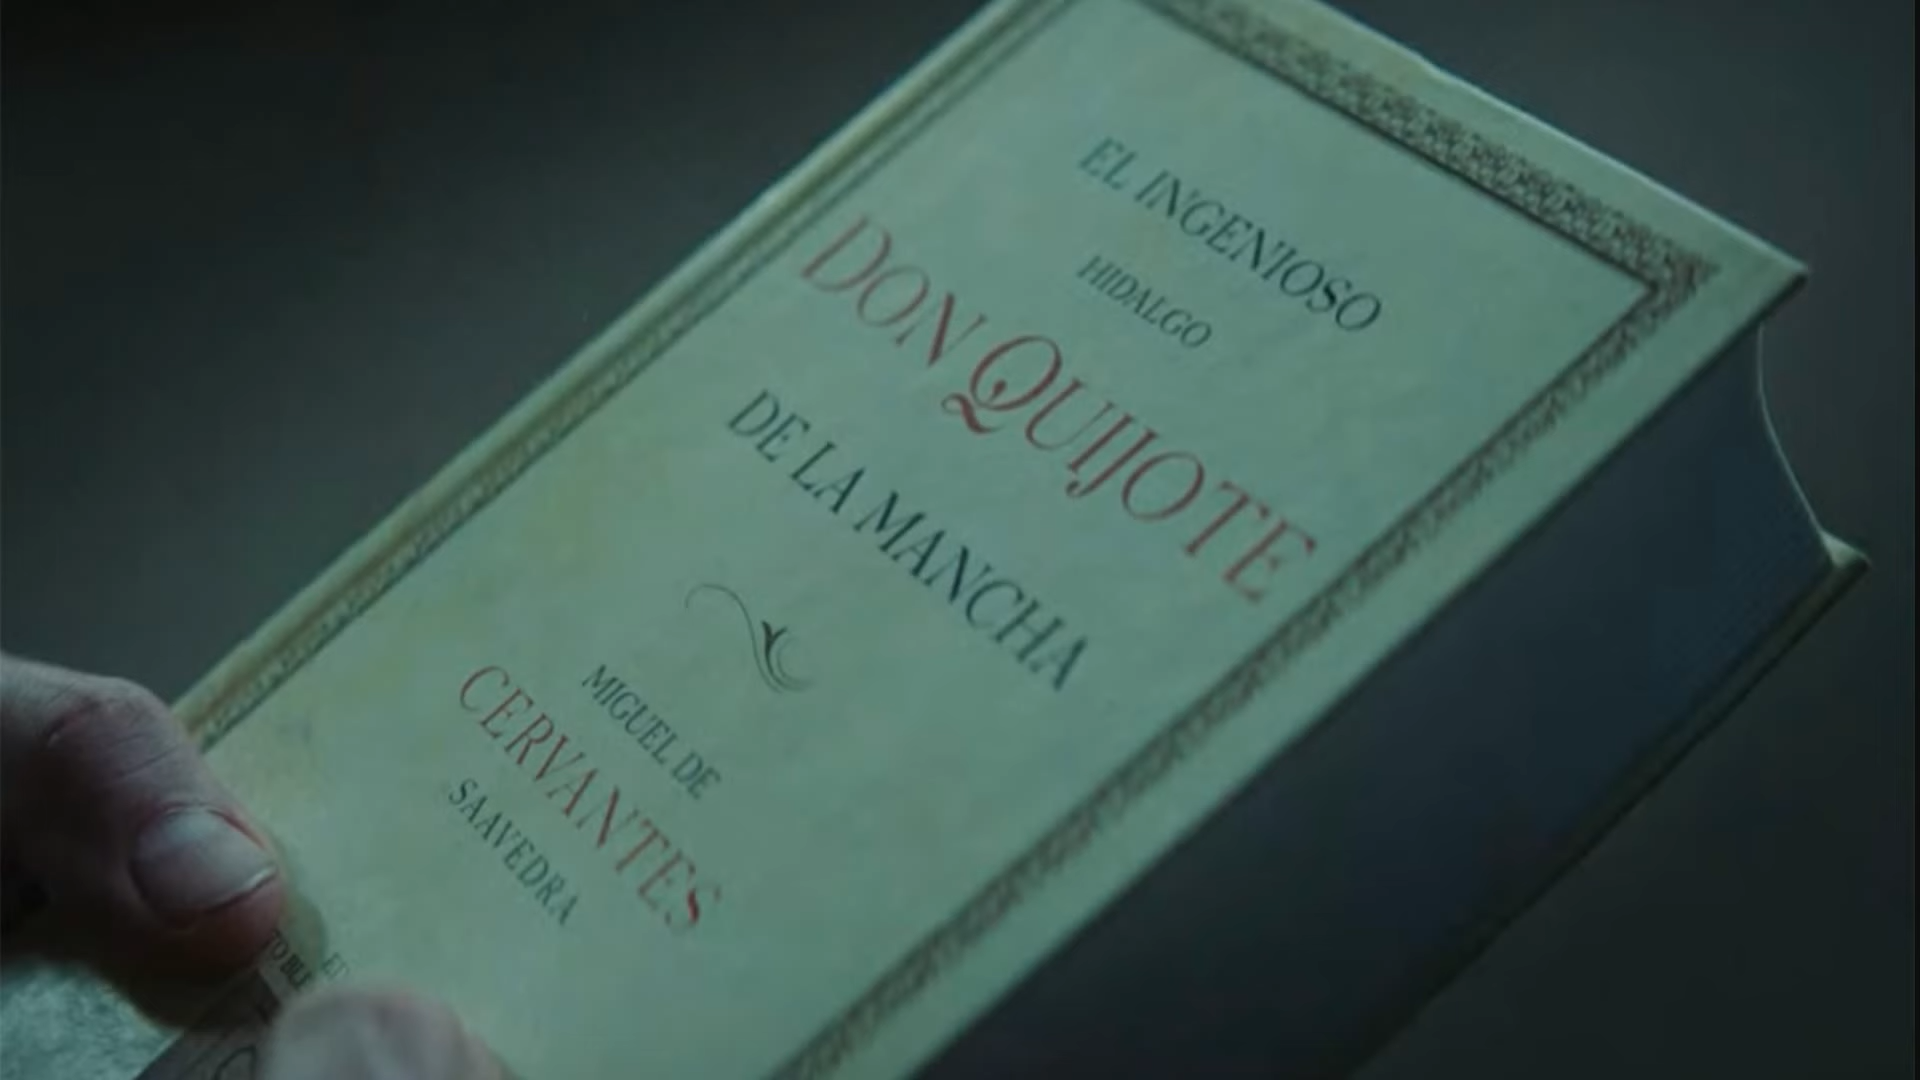 EL INGENIOSO
HIDALGO
DON QUIJOTE
DE LA MANCHA
MIGUEL DE
CERVANTES
SAAVEDRA